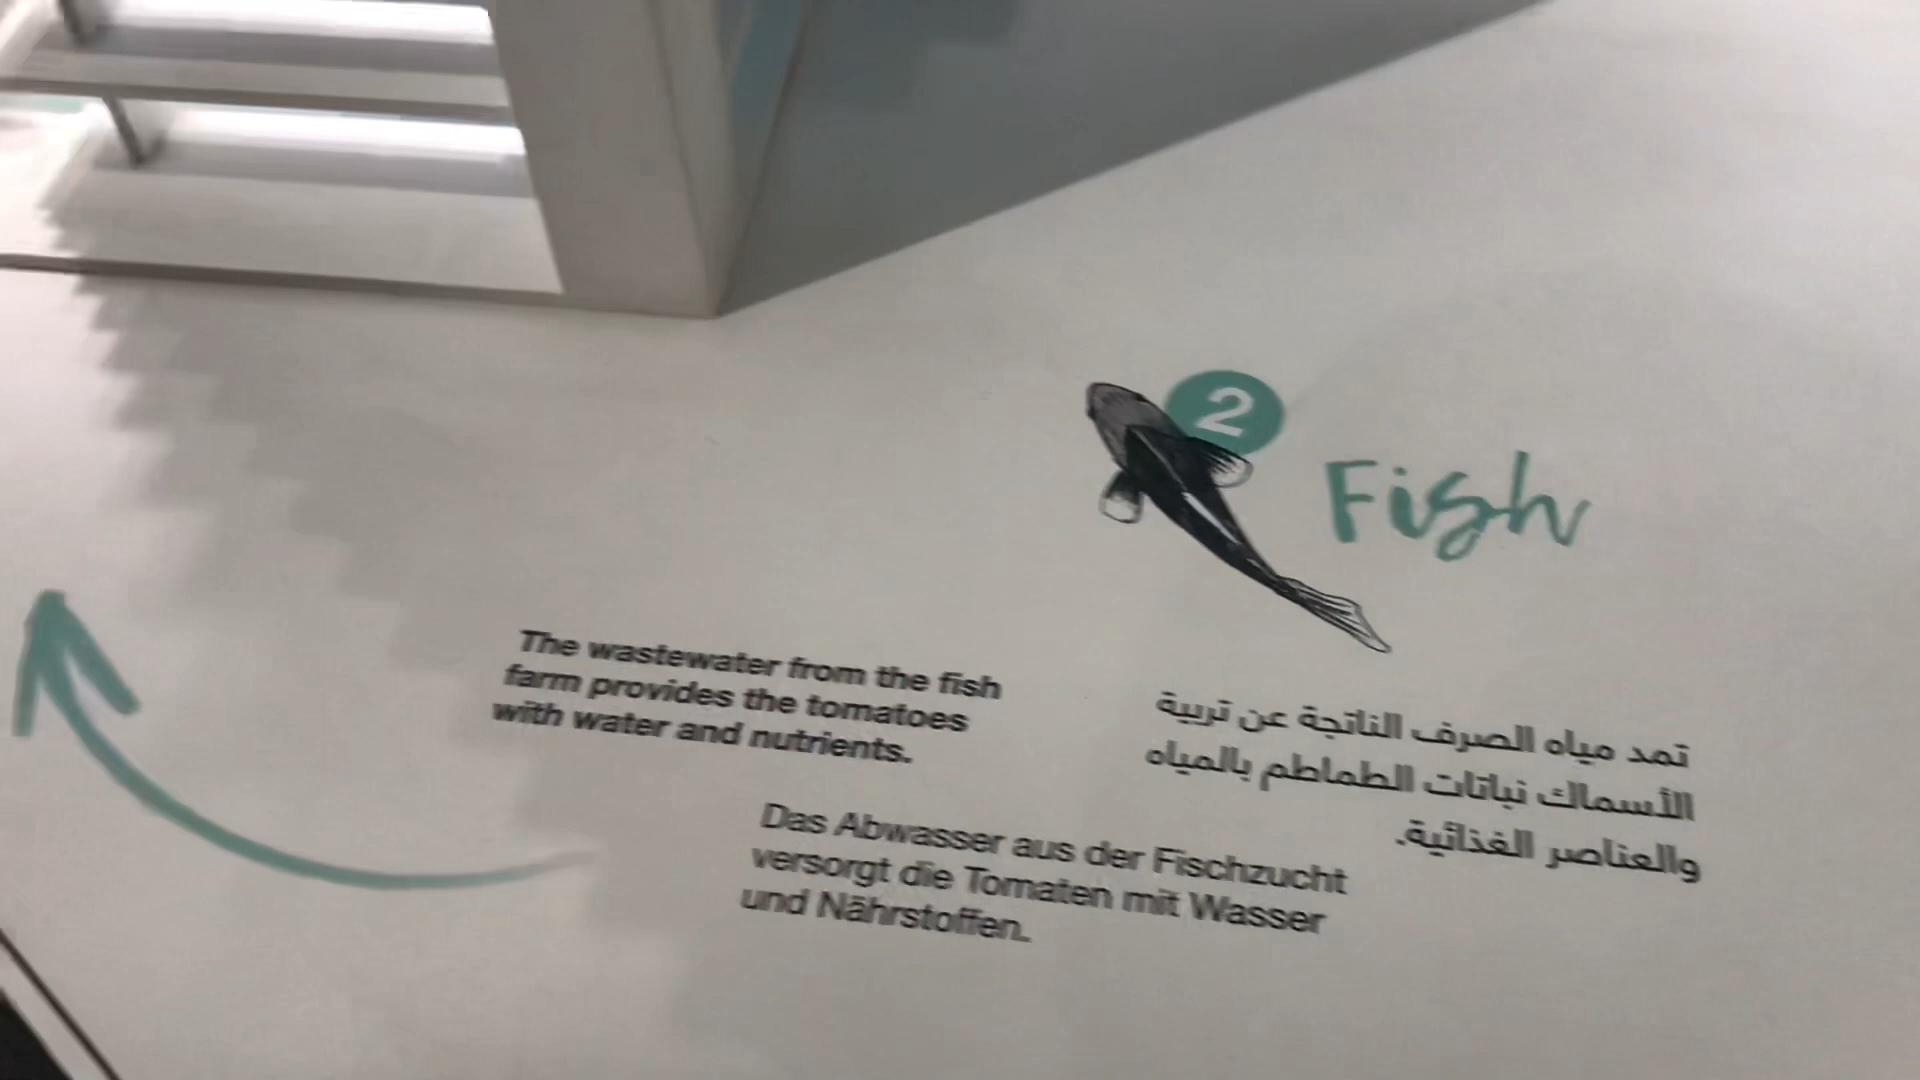 2
Fish
The wastewater from the fish
farm provides the tomatoes
with water and nutrients.
تمد مياه الصرف الناتجة عن تربية
الأسماك نباتات الطماطم بالمياه
والعناصر الغذائية.
Das Abwasser aus der Fischzucht
versorgt die Tomaten mit Wasser
und Nährstoffen.